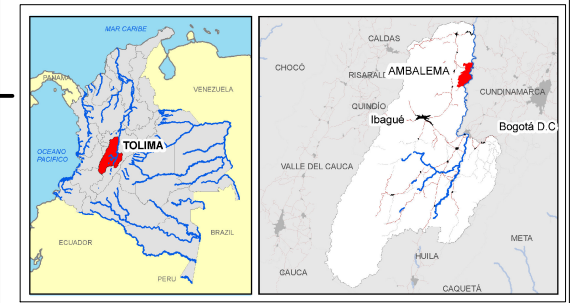 MAR CARIBE
PANAMA
VENEZUELA
OCEANO
PACIFICO
TOLIMA
ECUADOR
BRAZIL
PERU
CALDAS
CHOCÓ
RISARALD
AMBALEMA
CUNDINAMARCA
QUINDÍO
Ibagué
Bogotá D.C
VALLE DEL CAUCA
META
HUILA
CAUCA
CAQUETÁ